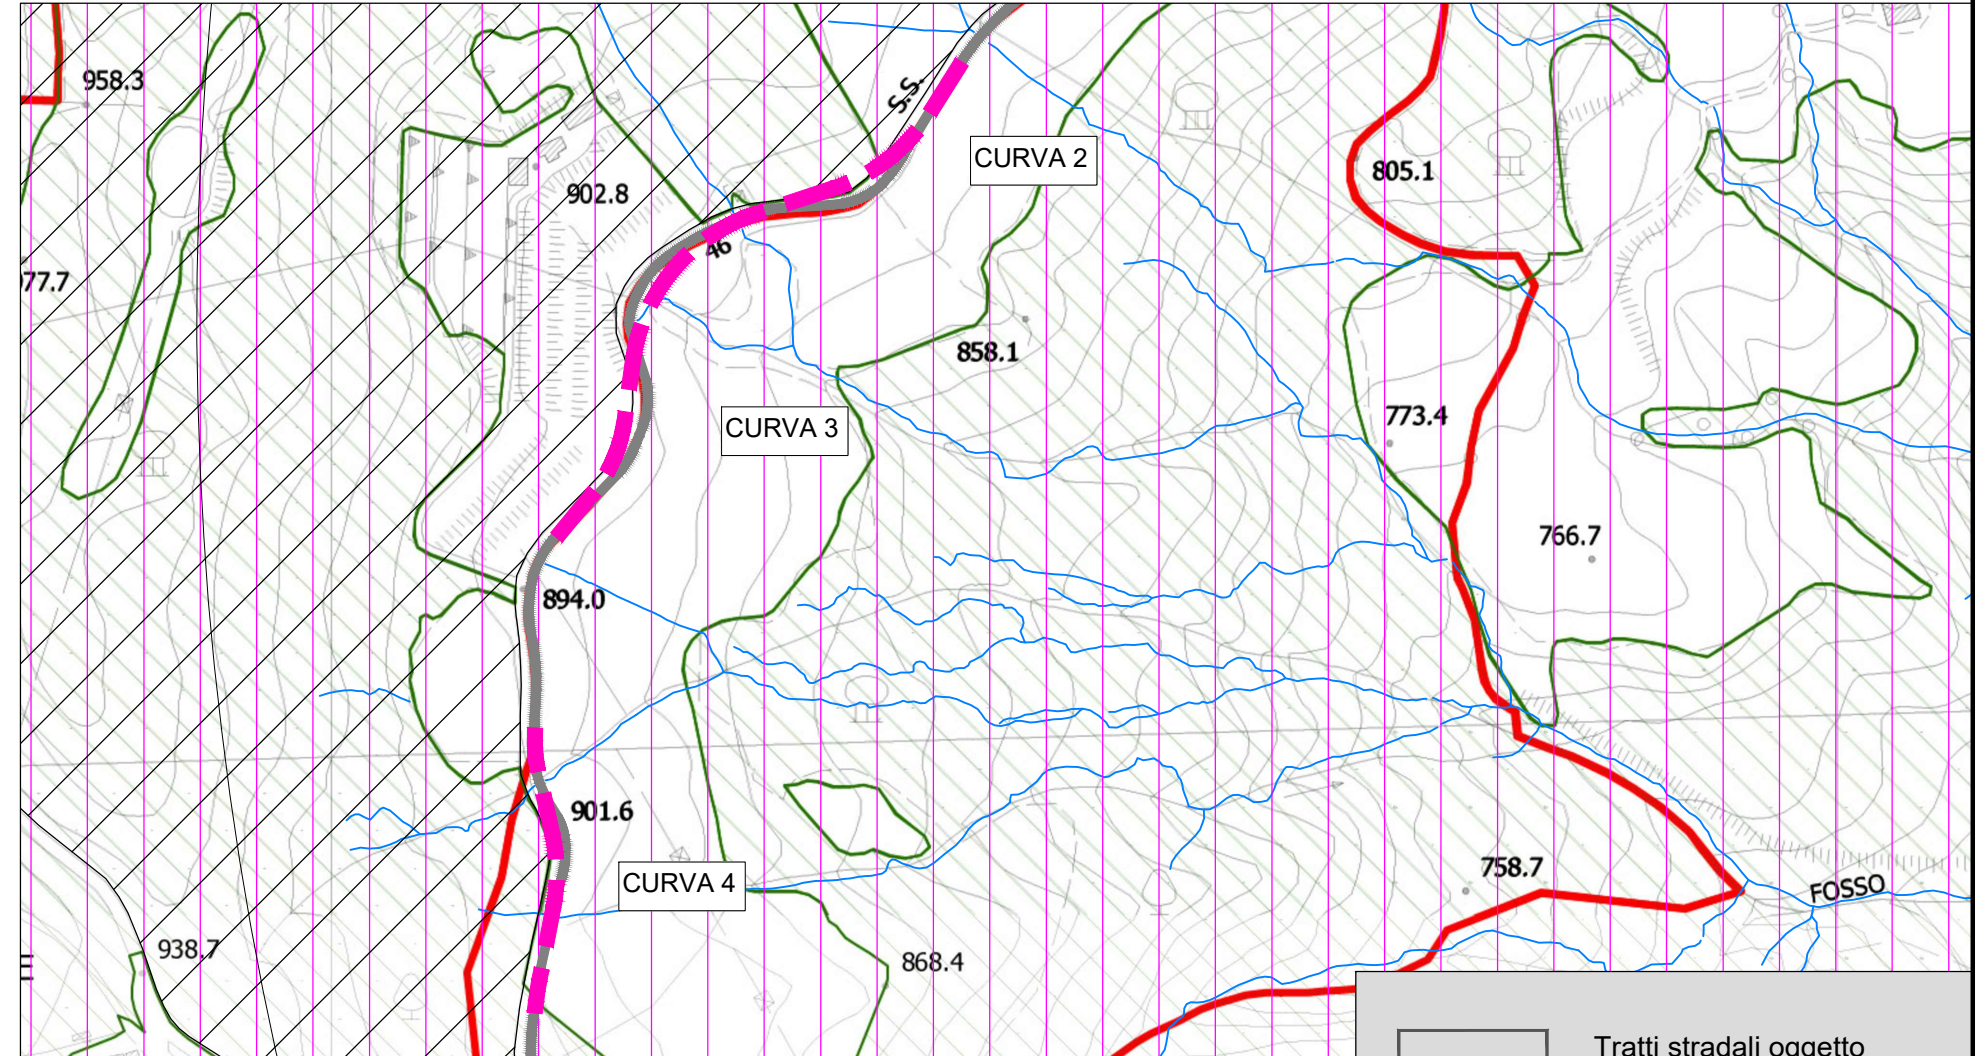 958.3
S.S.
CURVA 2
805.1
902.8
46
77.7
858.1
773.4
CURVA 3
766.7
894.0
901.6
758.7
CURVA 4
FOSSO
938.7
868.4
Tratti stradali oggetto